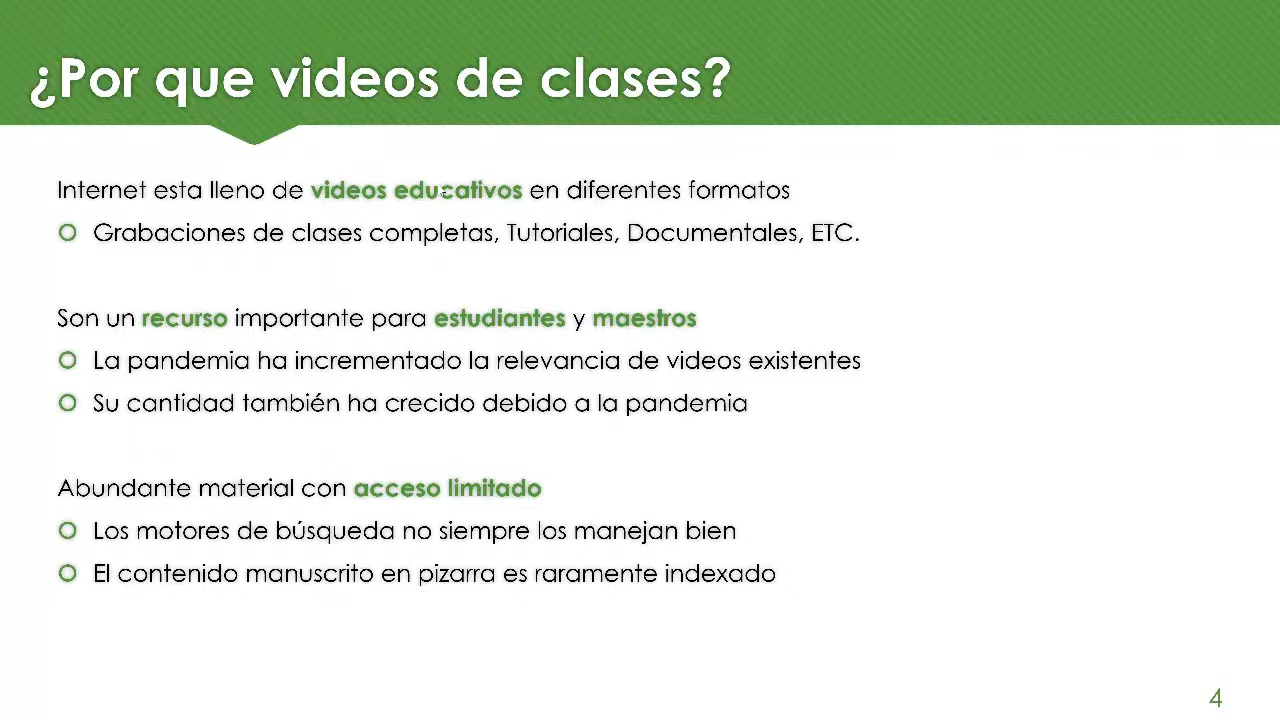 ¿Por que videos de clases?
Internet esta lleno de videos educativos en diferentes formatos
Grabaciones de clases completas, Tutoriales, Documentales, ETC.
Son un recurso importante para estudiantes y maestros
La pandemia ha incrementado la relevancia de videos existentes
Su cantidad también ha crecido debido a la pandemia
Abundante material con acceso limitado
Los motores de búsqueda no siempre los manejan bien
El contenido manuscrito en pizarra es raramente indexado
4